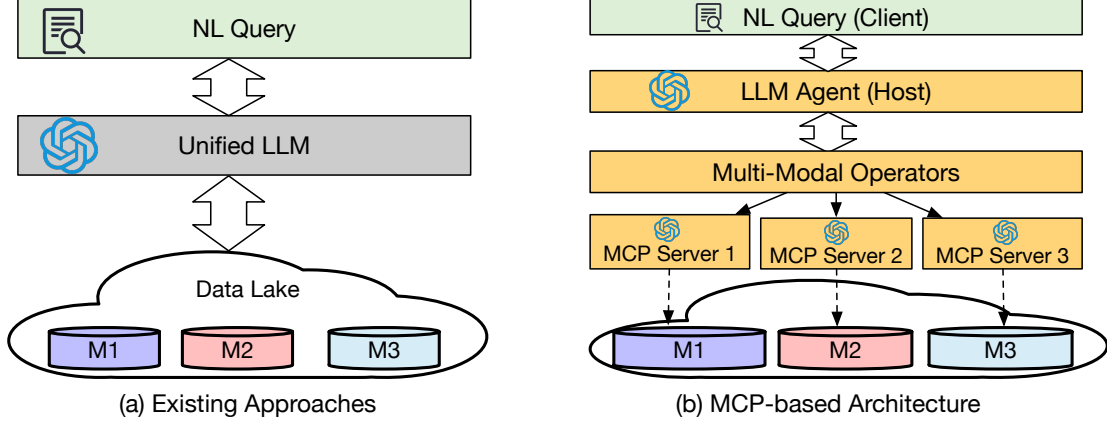 NL Query
Unified LLM
Data Lake
M1 M2 M3
(a) Existing Approaches
NL Query (Client)
LLM Agent (Host)
Multi-Modal Operators
MCP Server 1 MCP Server 2 MCP Server 3
M1 M2 M3
(b) MCP-based Architecture